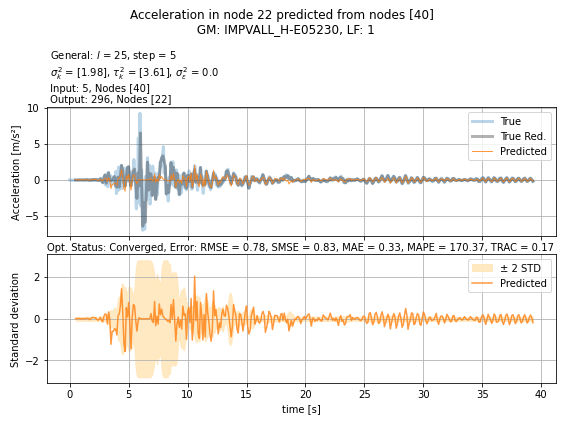 Acceleration in node 22 predicted from nodes [40]
GM: IMPVALL_H-E05230, LF: 1
General: l = 25, step = 5
σ²ₖ = [1.98], τ²ₖ = [3.61], σ²ε = 0.0
Input: 5, Nodes [40]
Output: 296, Nodes [22]
Acceleration [m/s²]
10
5
0
−5
True
True Red.
Predicted
Opt. Status: Converged, Error: RMSE = 0.78, SMSE = 0.83, MAE = 0.33, MAPE = 170.37, TRAC = 0.17
Standard deviation
2
0
−2
± 2 STD
Predicted
0 5 10 15 20 25 30 35 40
time [s]